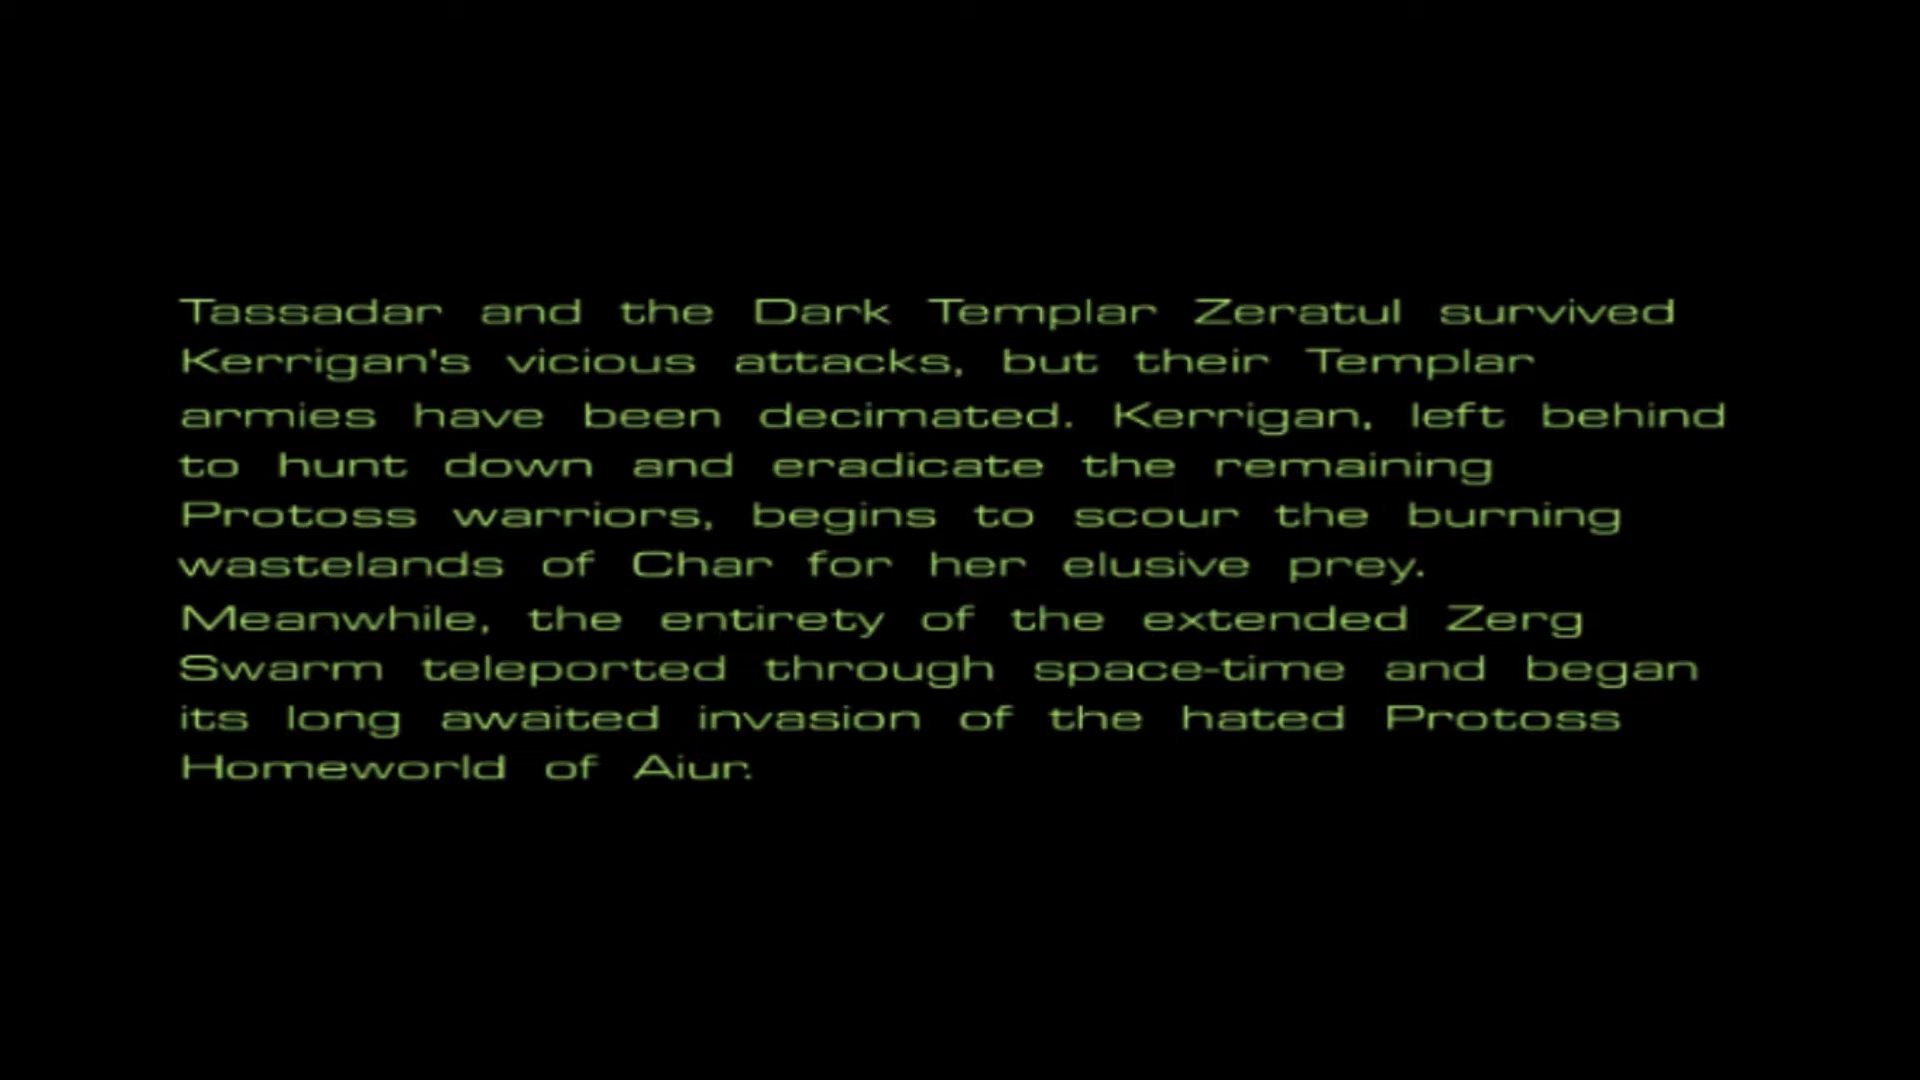 Tassadar and the Dark Templar Zeratul survived
Kerrigan's vicious attacks, but their Templar
armies have been decimated. Kerrigan, left behind
to hunt down and eradicate the remaining
Protoss warriors, begins to scour the burning
wastelands of Char for her elusive prey.
Meanwhile, the entirety of the extended Zerg
Swarm teleported through space-time and began
its long awaited invasion of the hated Protoss
Homeworld of Aiur.